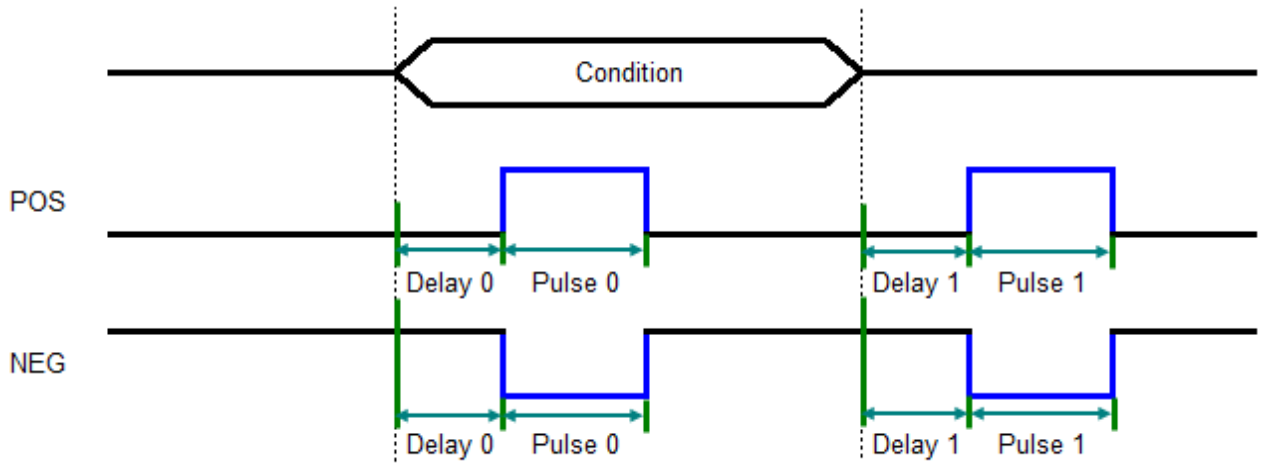 Condition
POS
Delay 0 Pulse 0 Delay 1 Pulse 1
NEG
Delay 0 Pulse 0 Delay 1 Pulse 1